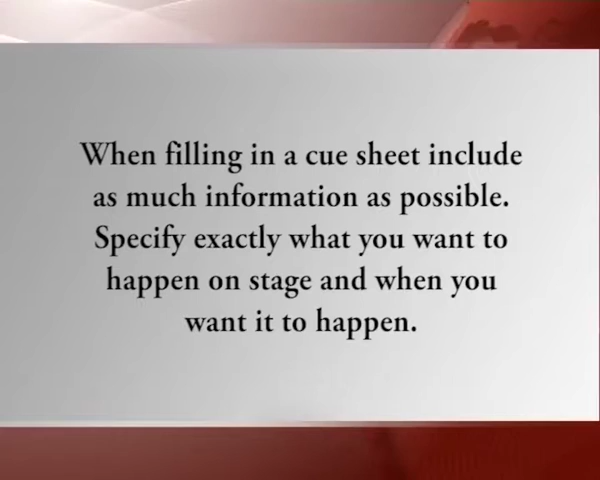 When filling in a cue sheet include
as much information as possible.
Specify exactly what you want to
happen on stage and when you
want it to happen.